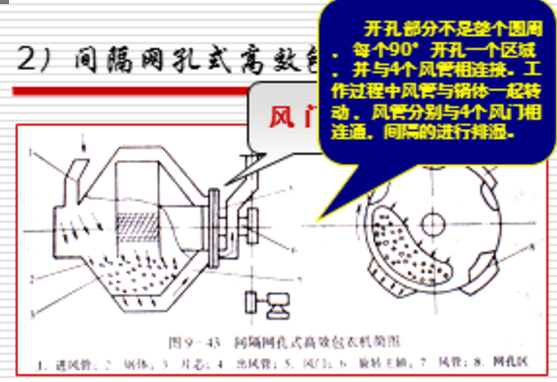 2）间隔网孔式高效包
开孔部分不是整个圆周
，每个90°开孔一个区域
，并与4个风管相连接。工
作过程中风管与锅体一起转
动，风管分别与4个风门相
连通，间隔的进行排湿。
风门
1
2
3
6
7
8
图9-43 间隔网孔式高效包衣机简图
1. 进风管；2. 锅体；3. 片芯；4. 出风管；5. 风门；6. 旋转主轴；7. 风管；8. 网孔区